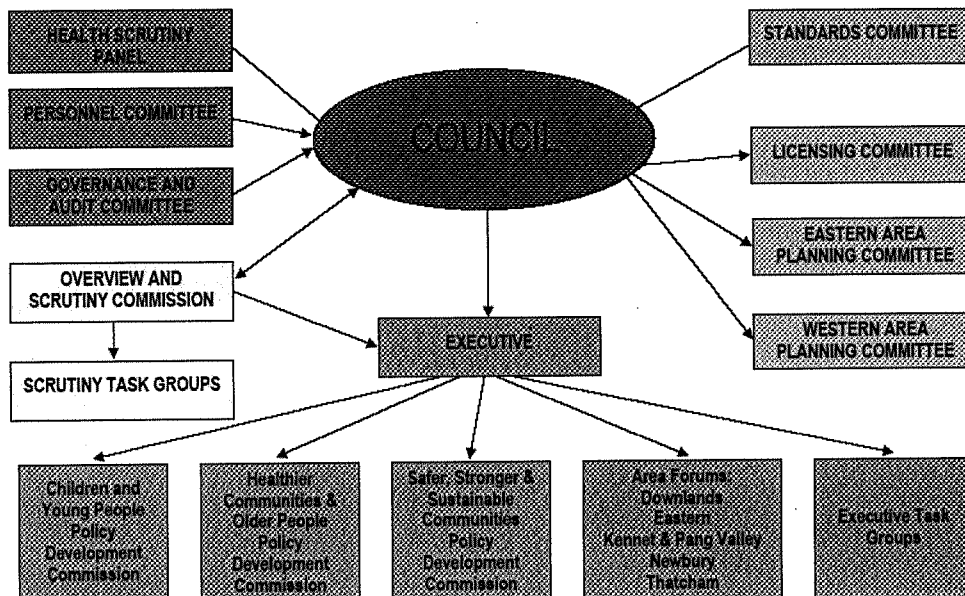 HEALTH SCRUTINY
PANEL
PERSONNEL COMMITTEE
GOVERNANCE AND
AUDIT COMMITTEE
OVERVIEW AND
SCRUTINY COMMISSION
SCRUTINY TASK GROUPS
COUNCIL
EXECUTIVE
STANDARDS COMMITTEE
LICENSING COMMITTEE
EASTERN AREA
PLANNING COMMITTEE
WESTERN AREA
PLANNING COMMITTEE
Children and
Young People
Policy
Development
Commission
Healthier
Communities &
Older People
Policy
Development
Commission
Safer, Stronger &
Sustainable
Communities
Policy
Development
Commission
Area Forums:
Downlands
Eastern
Kennet & Pang Valley
Newbury
Thatcham
Executive Task
Groups